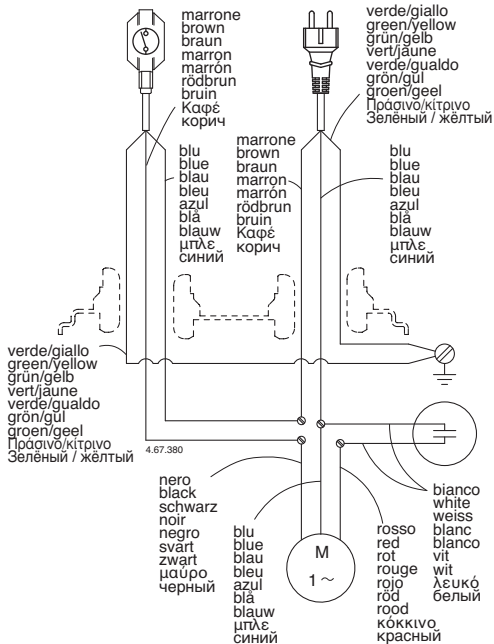 marrone
brown
braun
marron
marrón
rödbrun
bruin
Καφέ
корич
verde/giallo
green/yellow
grün/gelb
vert/jaune
verde/gualdo
grön/gul
groen/geel
Πράσινο/κίτρινο
Зелёный / жёлтый
blu
blue
blau
bleu
azul
blå
blauw
μπλε
синий
marrone
brown
braun
marron
marrón
rödbrun
bruin
Καφέ
корич
blu
blue
blau
bleu
azul
blå
blauw
μπλε
синий
verde/giallo
green/yellow
grün/gelb
vert/jaune
verde/gualdo
grön/gul
groen/geel
Πράσινο/κίτρινο
Зелёный / жёлтый
4.67.380
nero
black
schwarz
noir
negro
svart
zwart
μαύρο
черный
blu
blue
blau
bleu
azul
blå
blauw
μπλε
синий
M
1~
rosso
red
rot
rouge
rojo
röd
rood
κόκκινο
красный
bianco
white
weiss
blanc
blanco
vit
wit
λευκό
белый